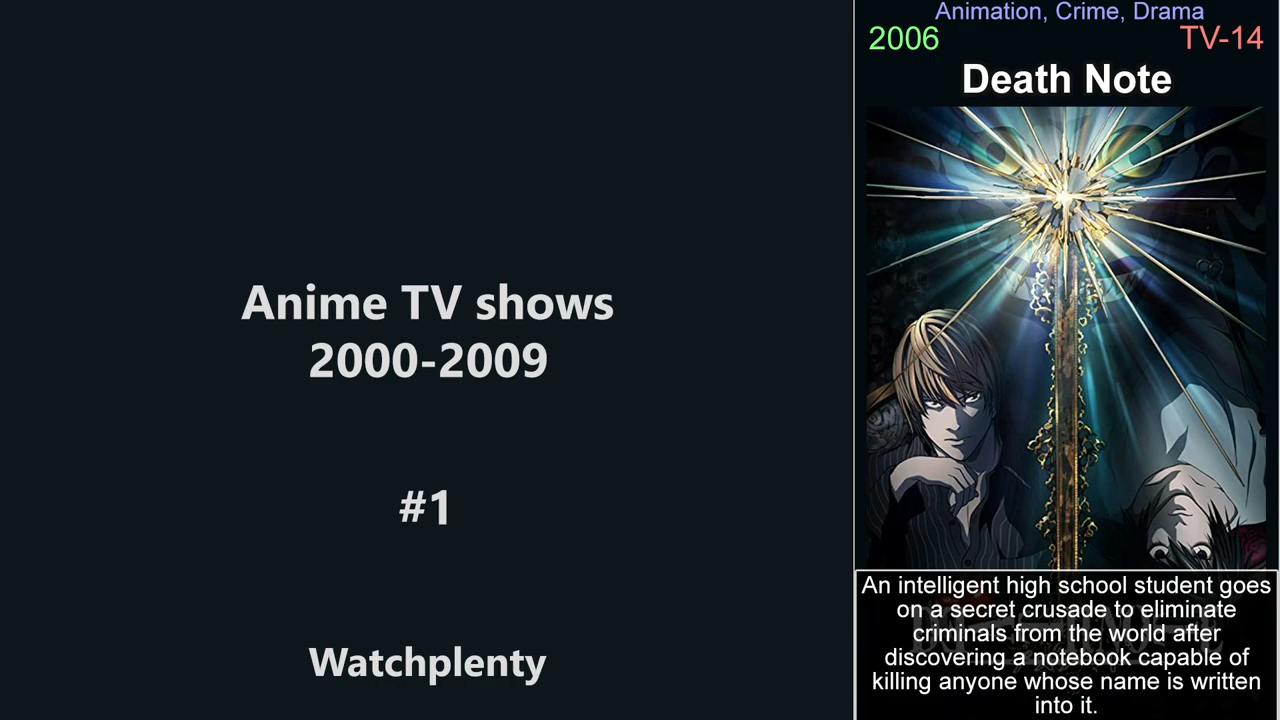 Anime TV shows
2000-2009
#1
Watchplenty
Animation, Crime, Drama
2006
TV-14
Death Note
An intelligent high school student goes
on a secret crusade to eliminate
criminals from the world after
discovering a notebook capable of
killing anyone whose name is written
into it.